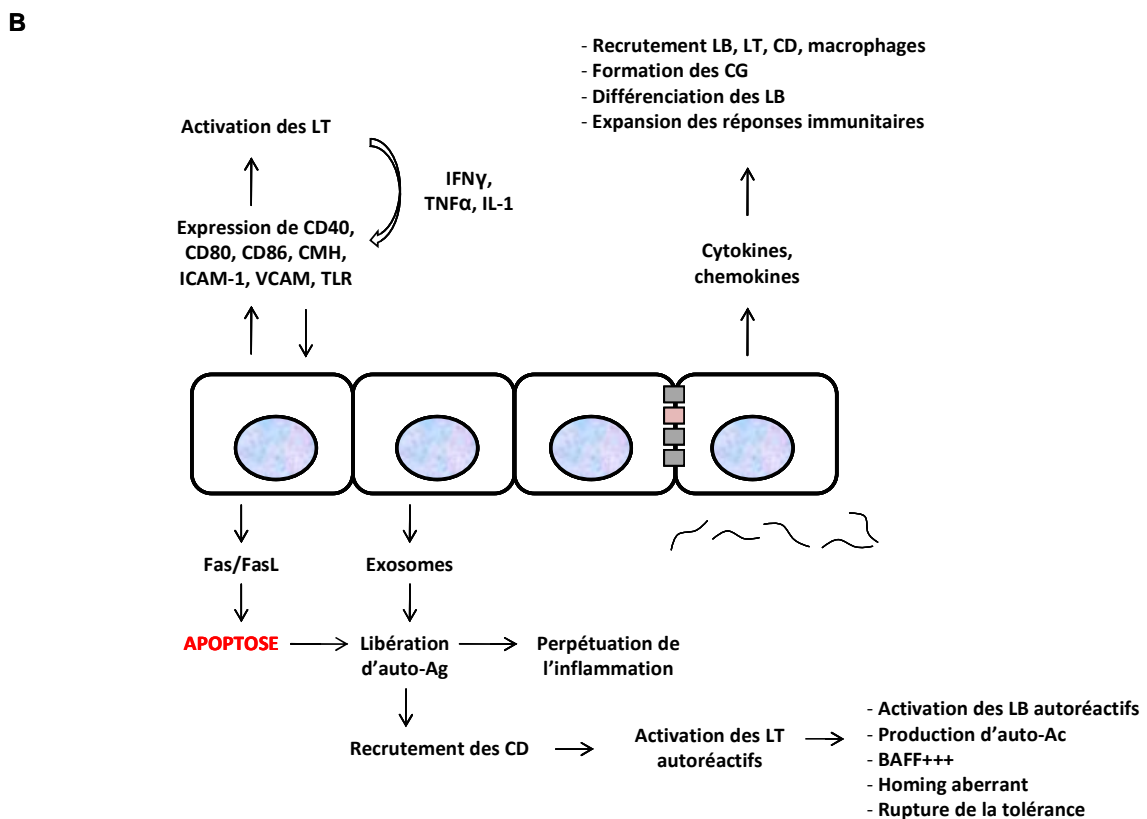 B
- Recrutement LB, LT, CD, macrophages
- Formation des CG
- Différenciation des LB
- Expansion des réponses immunitaires
Activation des LT
IFNγ,
TNFα, IL-1
Expression de CD40,
CD80, CD86, CMH,
ICAM-1, VCAM, TLR
Cytokines,
chemokines
Fas/FasL
Exosomes
APOPTOSE
Libération
d’auto-Ag
Perpétuation de
l’inflammation
Recrutement des CD
Activation des LT
autoréactifs
- Activation des LB autoréactifs
- Production d’auto-Ac
- BAFF+++
- Homing aberrant
- Rupture de la tolérance